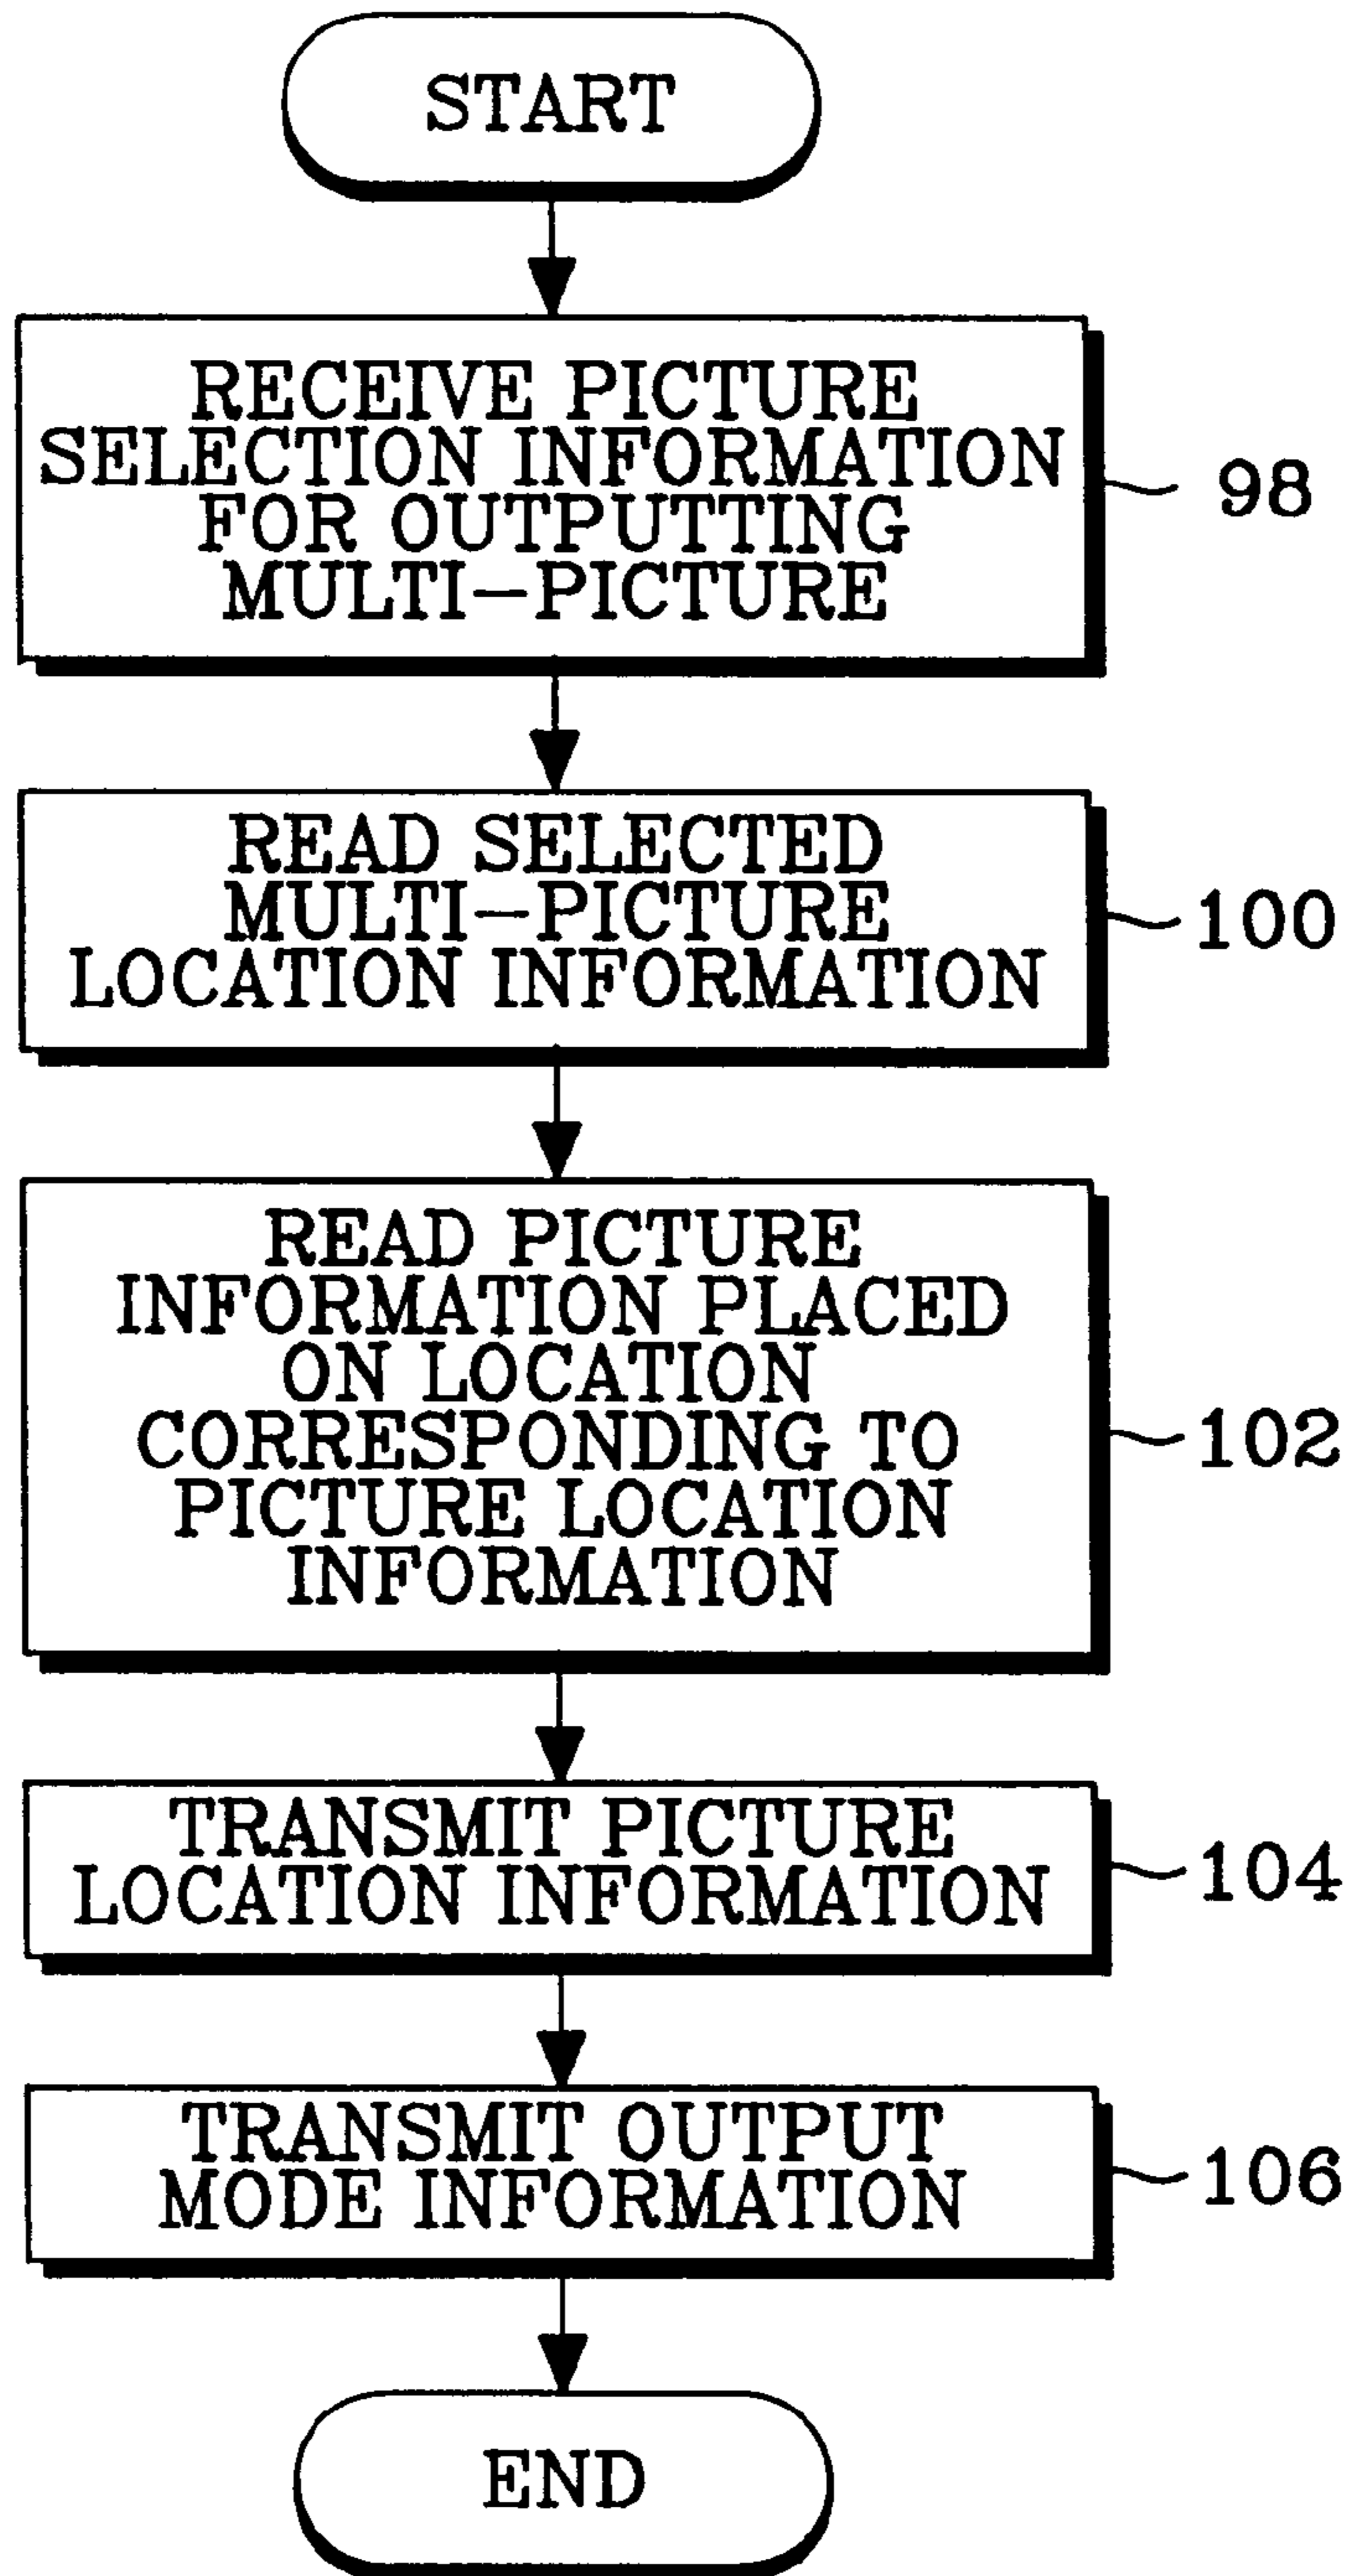 START
RECEIVE PICTURE
SELECTION INFORMATION
FOR OUTPUTTING
MULTI-PICTURE
98
READ SELECTED
MULTI-PICTURE
LOCATION INFORMATION
100
READ PICTURE
INFORMATION PLACED
ON LOCATION
CORRESPONDING TO
PICTURE LOCATION
INFORMATION
102
TRANSMIT PICTURE
LOCATION INFORMATION
104
TRANSMIT OUTPUT
MODE INFORMATION
106
END